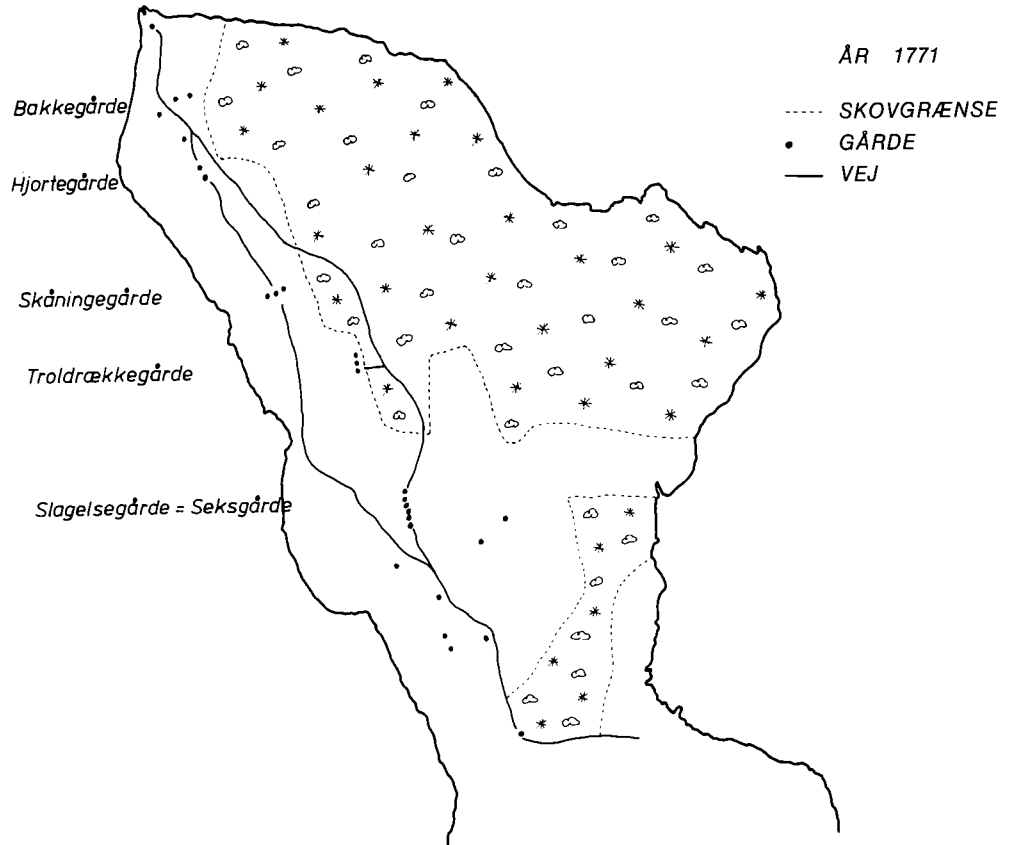 ÅR 1771
SKOVGRÆNSE
GÅRDE
VEJ
Bakkegårde
Hjortegårde
Skåningegårde
Troldrækkegårde
Slagelsegårde = Seksgårde